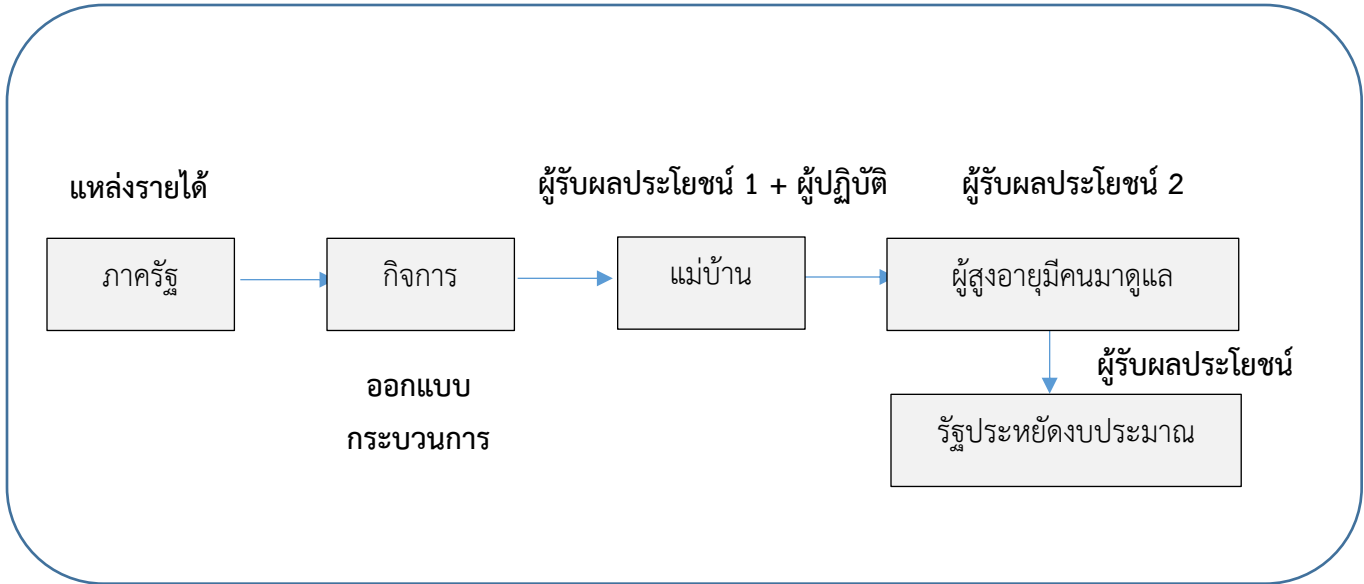 แหล่งรายได้
ผู้รับผลประโยชน์ 1 + ผู้ปฏิบัติ
ผู้รับผลประโยชน์ 2
ภาครัฐ
กิจการ
แม่บ้าน
ผู้สูงอายุมีคนมาดูแล
ออกแบบ
กระบวนการ
ผู้รับผลประโยชน์
รัฐประหยัดงบประมาณ